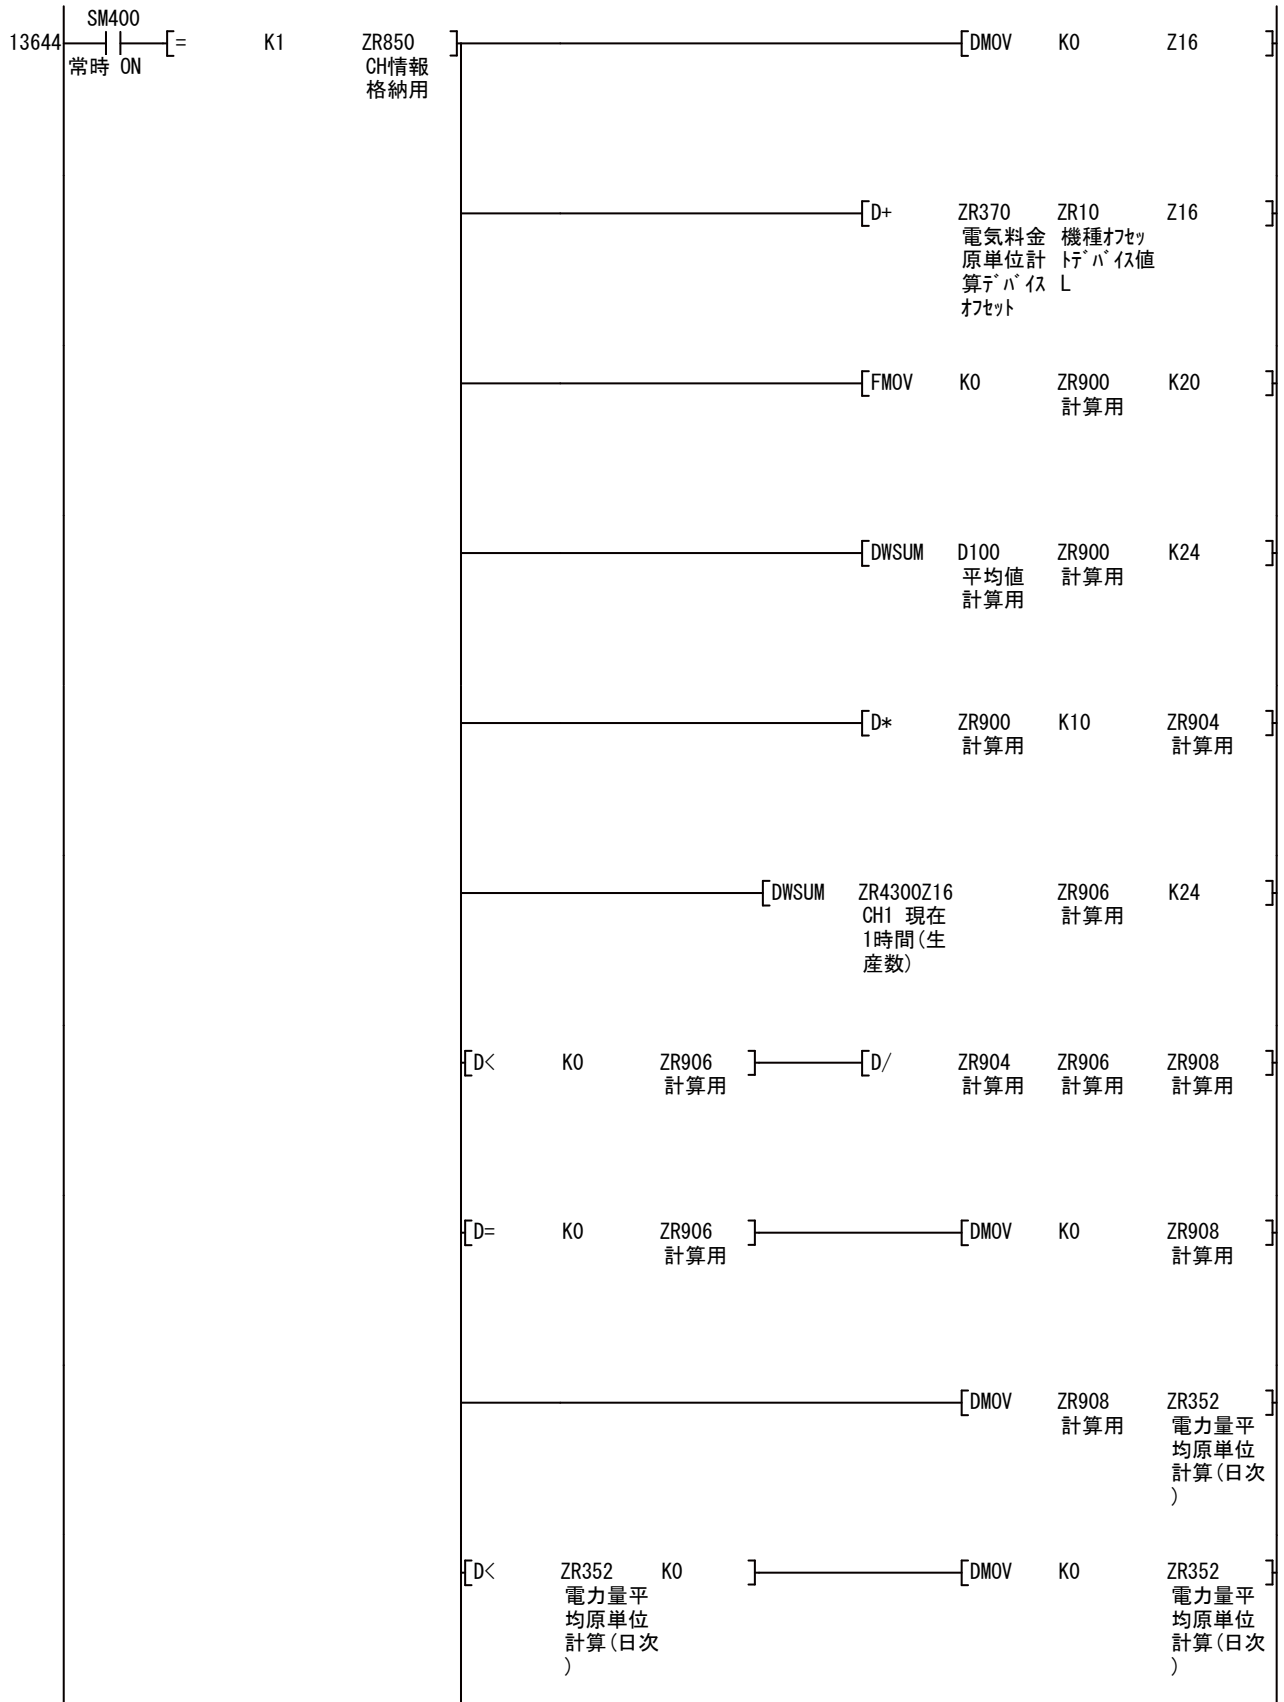 SM400
13644 [= K1 ZR850 ] [DMOV K0 Z16 ]
常時 ON CH情報
格納用
[D+ ZR370 ZR10 Z16 ]
電気料金 機種ｵﾌｾｯ
原単位計 ﾄﾃﾞﾊﾞｲｽ値
算ﾃﾞﾊﾞｲｽ L
ｵﾌｾｯﾄ
[FMOV K0 ZR900 K20 ]
計算用
[DWSUM D100 ZR900 K24 ]
平均値 計算用
計算用
[D* ZR900 K10 ZR904 ]
計算用 計算用
[DWSUM ZR4300Z16 ZR906 K24 ]
CH1 現在 計算用
1時間(生
産数)
[D< K0 ZR906 ] [D/ ZR904 ZR906 ZR908 ]
計算用 計算用 計算用 計算用
[D= K0 ZR906 ] [DMOV K0 ZR908 ]
計算用 計算用
[DMOV ZR908 ZR352 ]
計算用 電力量平
均原単位
計算(日次
)
[D< ZR352 K0 ] [DMOV K0 ZR352 ]
電力量平 電力量平
均原単位 均原単位
計算(日次 計算(日次
) )